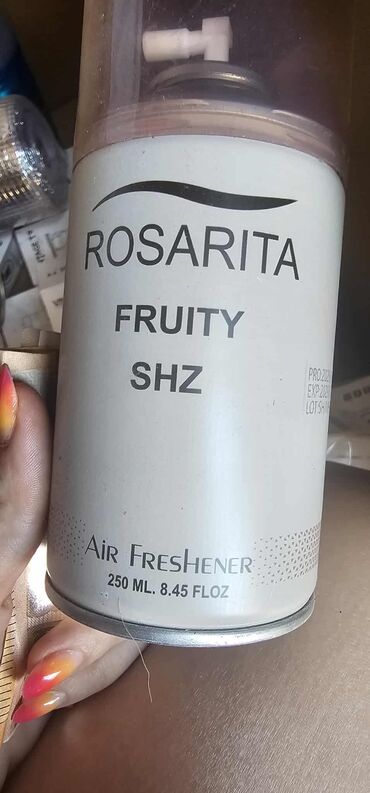 ROSARITA
FRUITY
SHZ
Air Freshener
250 ML. 8.45 FLOZ